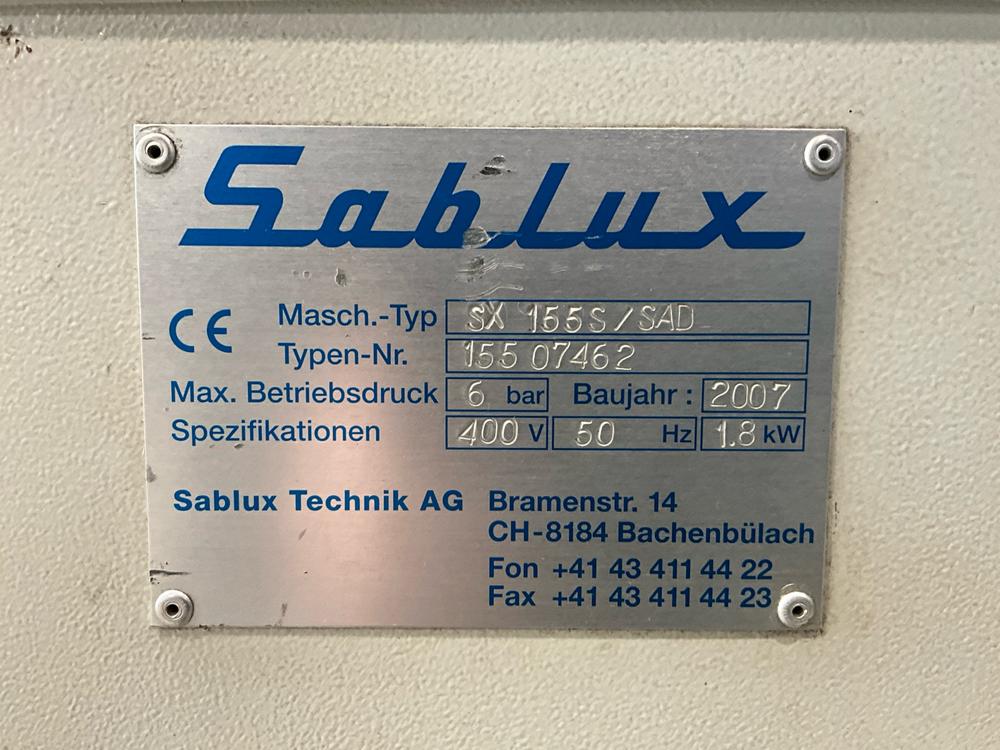 Sablux
CE Masch.-Typ SX 155S/SAD
Typen-Nr. 155 07462
Max. Betriebsdruck 6 bar Baujahr : 2007
Spezifikationen 400 V 50 Hz 1.8 kW
Sablux Technik AG Bramenstr. 14
CH-8184 Bachenbülach
Fon +41 43 411 44 22
Fax +41 43 411 44 23